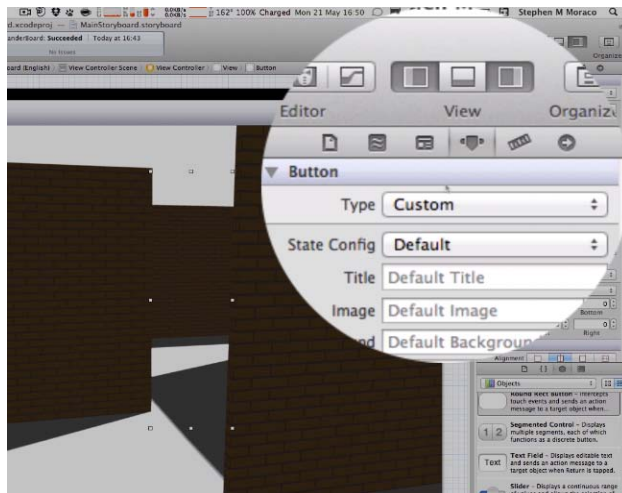 162° 100% Charged Mon 21 May 16:50
Stephen M Moraco
d.xcodeproj — MainStoryboard.storyboard
anderBoard: Succeeded Today at 16:43
No Issues
oard (English) View Controller Scene View Controller View Button
Editor View Organiz
Organize
Button
Type Custom
State Config Default
Title Default Title
Image Default Image
Default Backgroun
0
Bottom
0
Right
Alignment
Objects
Round Rect Button – Intercepts
touch events and sends an action
message to a target object when...
1 2
Segmented Control – Displays
multiple segments, each of which
functions as a discrete button.
Text
Text Field – Displays editable text
and sends an action message to a
target object when Return is tapped.
Slider – Displays a continuous range